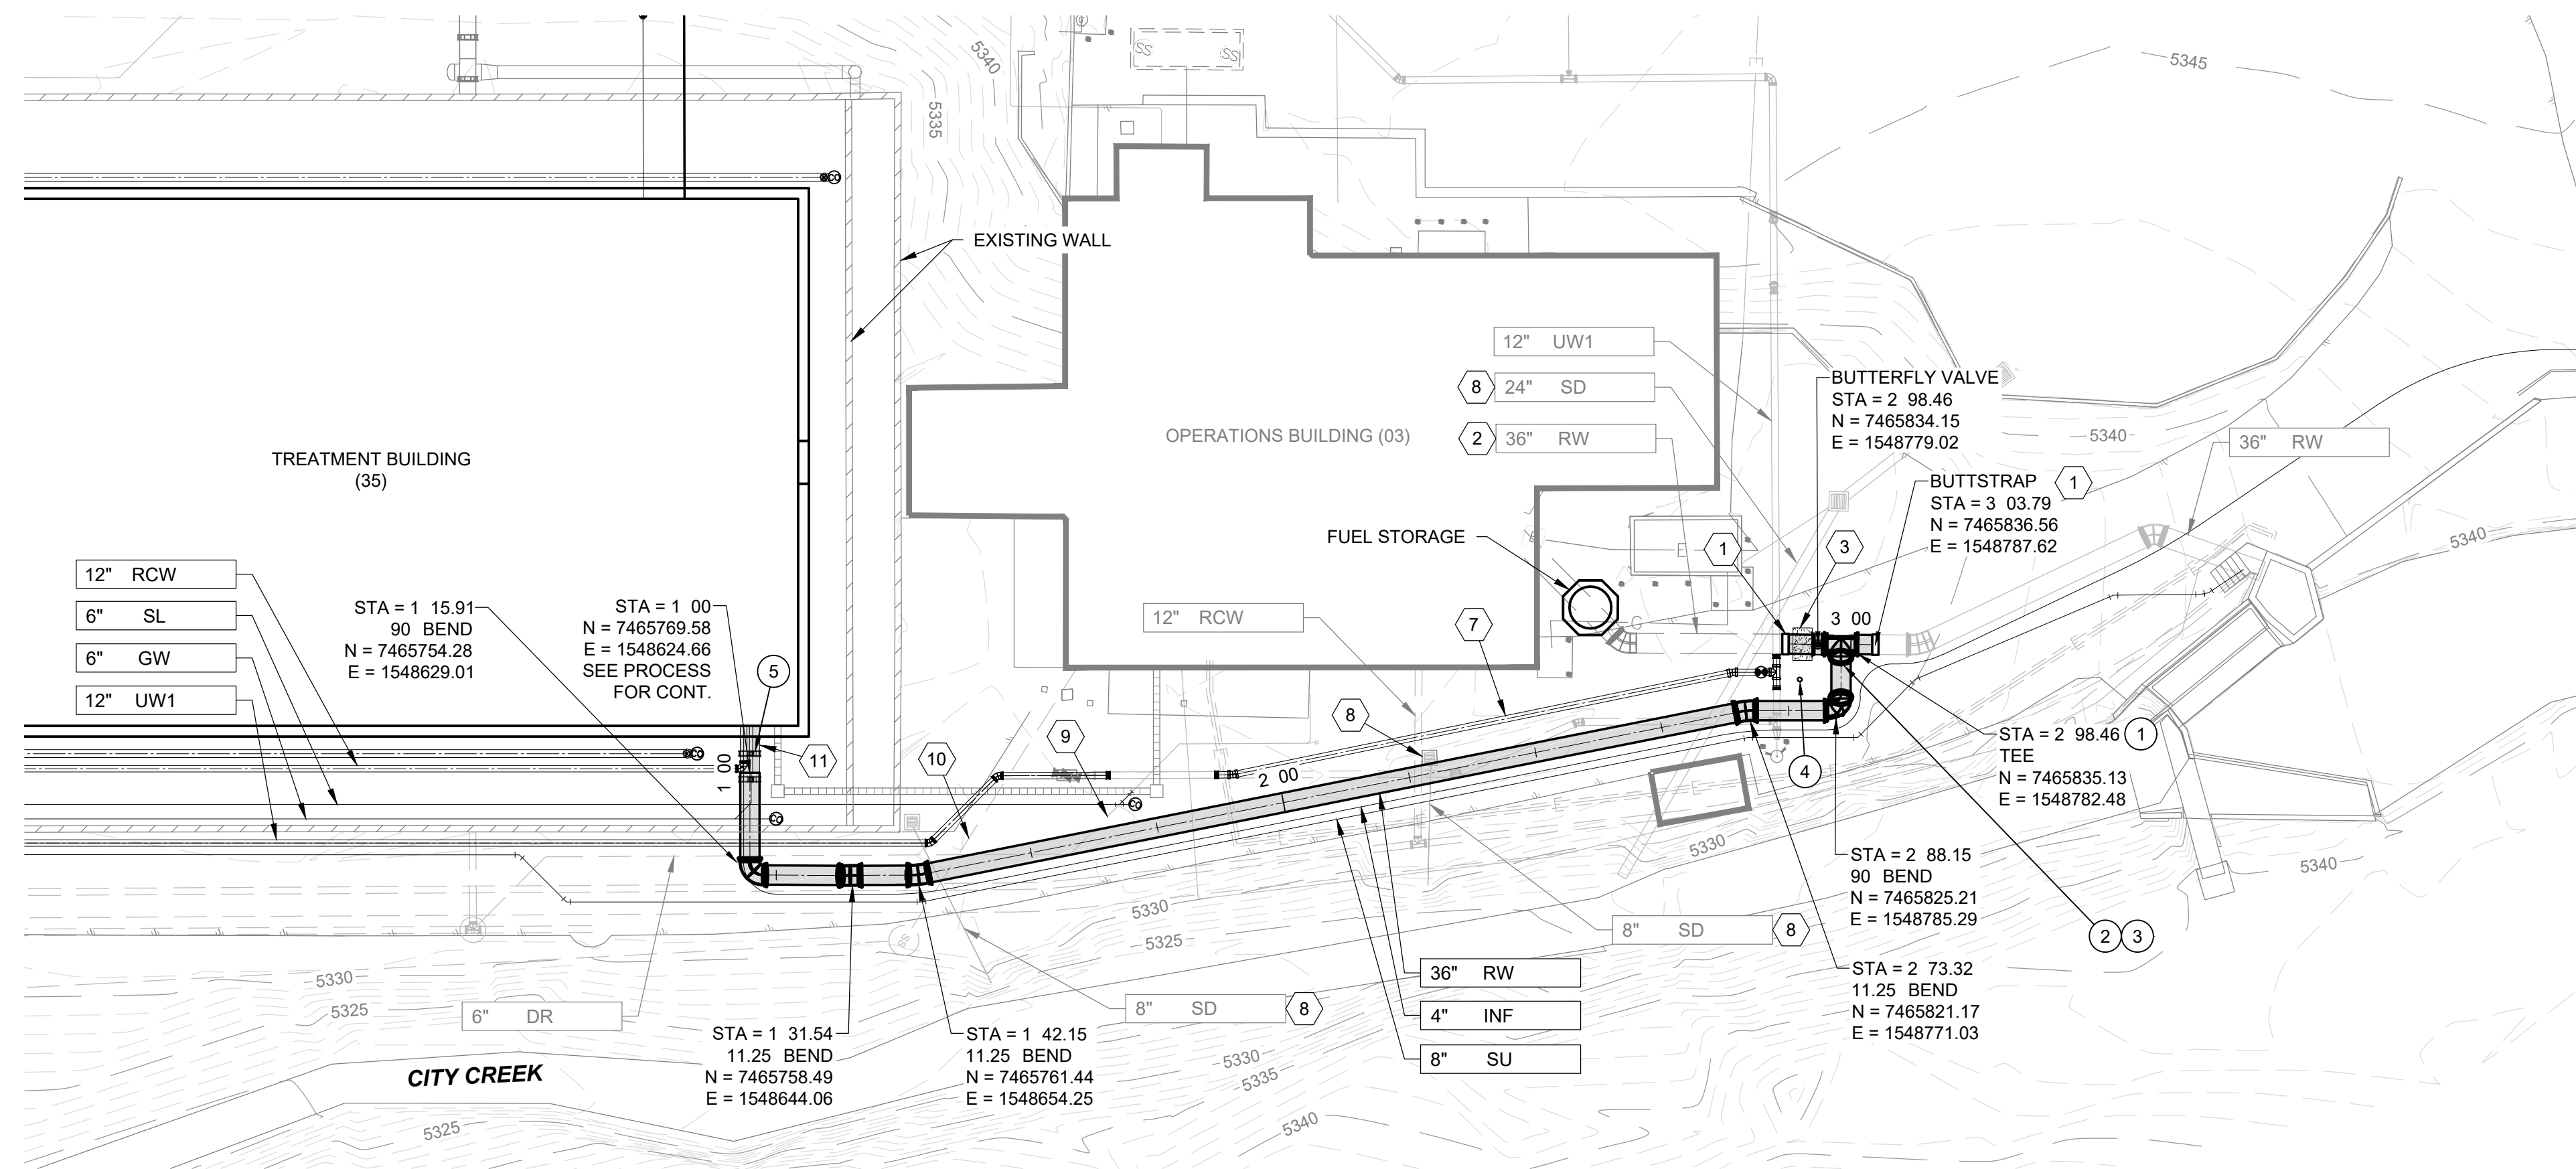 5340
5335
5345
SS
SS
EXISTING WALL
TREATMENT BUILDING
(35)
OPERATIONS BUILDING (03)
12" UW1
8
24" SD
2
36" RW
BUTTERFLY VALVE
STA = 2 98.46
N = 7465834.15
E = 1548779.02
5340
36" RW
BUTTSTRAP
1
STA = 3 03.79
N = 7465836.56
E = 1548787.62
5340
FUEL STORAGE
E
1
3
G
3 00
12" RCW
6" SL
6" GW
12" UW1
STA = 1 15.91
90 BEND
N = 7465754.28
E = 1548629.01
STA = 1 00
N = 7465769.58
E = 1548624.66
SEE PROCESS
FOR CONT.
5
11
1 00
CO
CO
CO
CO
12" RCW
7
8
9
10
2 00
4
STA = 2 98.46
1
TEE
N = 7465835.13
E = 1548782.48
STA = 2 88.15
90 BEND
N = 7465825.21
E = 1548785.29
2
3
STA = 2 73.32
11.25 BEND
N = 7465821.17
E = 1548771.03
5340
5330
5330
5325
8" SD
8
36" RW
4" INF
8" SU
8" SD
8
SS
6" DR
5330
5325
STA = 1 31.54
11.25 BEND
N = 7465758.49
E = 1548644.06
STA = 1 42.15
11.25 BEND
N = 7465761.44
E = 1548654.25
CITY CREEK
5325
5330
5335
5340